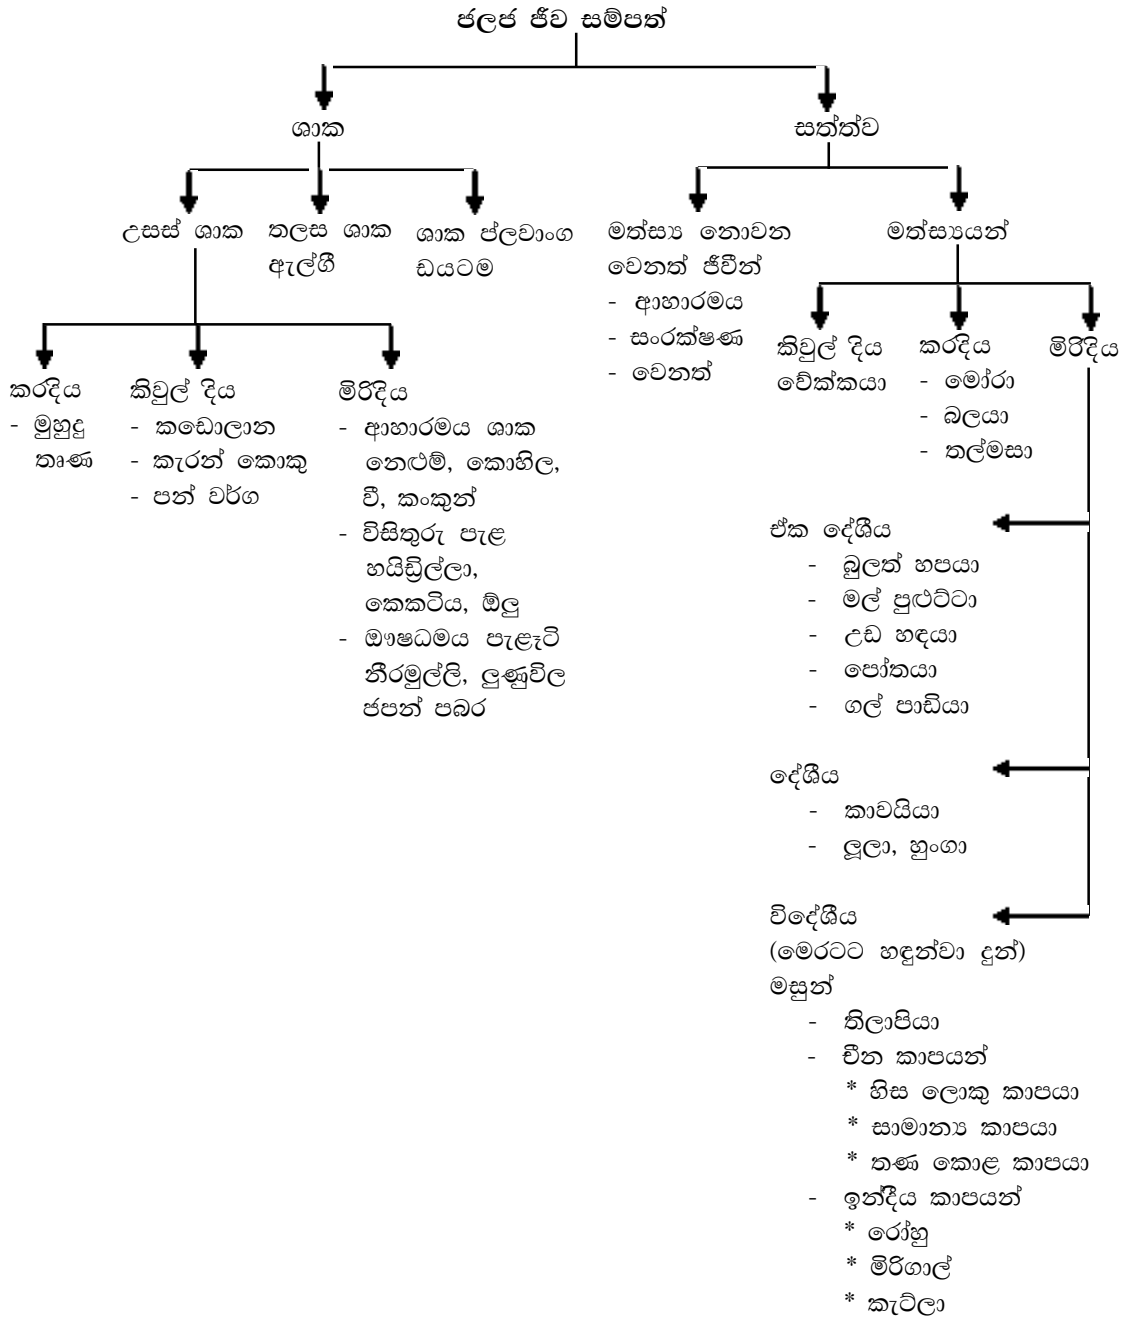 ජලජ ජීව සම්පත්
ශාක
සත්ත්ව
උසස් ශාක
තලස ශාක
ඇල්ගී
ශාක ප්ලවාංග
ඩයටම
මත්ස්‍ය නොවන
වෙනත් ජීවීන්
- ආහාරමය
- සංරක්ෂණ
- වෙනත්
මත්ස්‍යයන්
කරදිය
- මුහුදු
තෘණ
කිවුල් දිය
- කඩොලාන
- කැරන් කොකු
- පන් වර්ග
මිරිදිය
- ආහාරමය ශාක
නෙළුම්, කොහිල,
වී, කංකුන්
- විසිතුරු පැළ
හයිඩ්‍රිල්ලා,
කෙකටිය, ඕලු
- ඖෂධමය පැළෑටි
නීරමුල්ලි, ලුණුවිල
ජපන් පබර
කිවුල් දිය
වේක්කයා
කරදිය
- මෝරා
- බලයා
- තල්මසා
මිරිදිය
ඒක දේශීය
- බුලත් හපයා
- මල් පුළුට්ටා
- උඩ හඳයා
- පෝතයා
- ගල් පාඩියා
දේශීය
- කාවයියා
- ලූලා, හුංගා
විදේශීය
(මෙරටට හඳුන්වා දුන්)
මසුන්
- තිලාපියා
- චීන කාපයන්
* හිස ලොකු කාපයා
* සාමාන්‍ය කාපයා
* තණ කොළ කාපයා
- ඉන්දීය කාපයන්
* රෝහු
* මිරිගාල්
* කැට්ලා